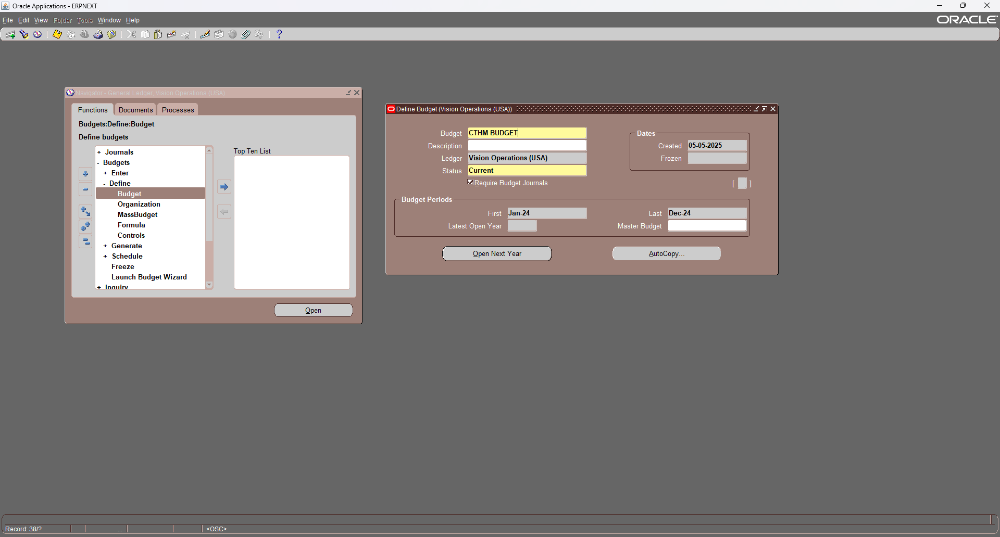 Oracle Applications - ERPNEXT
File Edit View Folder Tools Window Help
ORACLE
Navigator - General Ledger, Vision Operations (USA)
Functions Documents Processes
Budgets:Define:Budget
Define budgets
+ Journals
- Budgets
+ Enter
- Define
Budget
Organization
MassBudget
Formula
Controls
+ Generate
+ Schedule
Freeze
Launch Budget Wizard
+ Inquiry
Top Ten List
Open
Define Budget (Vision Operations (USA))
Budget CTHM BUDGET
Description
Ledger Vision Operations (USA)
Status Current
Require Budget Journals
Dates
Created 05-05-2025
Frozen
[ ]
Budget Periods
First Jan-24 Last Dec-24
Latest Open Year Master Budget
Open Next Year AutoCopy...
Record: 38/? ... <OSC>